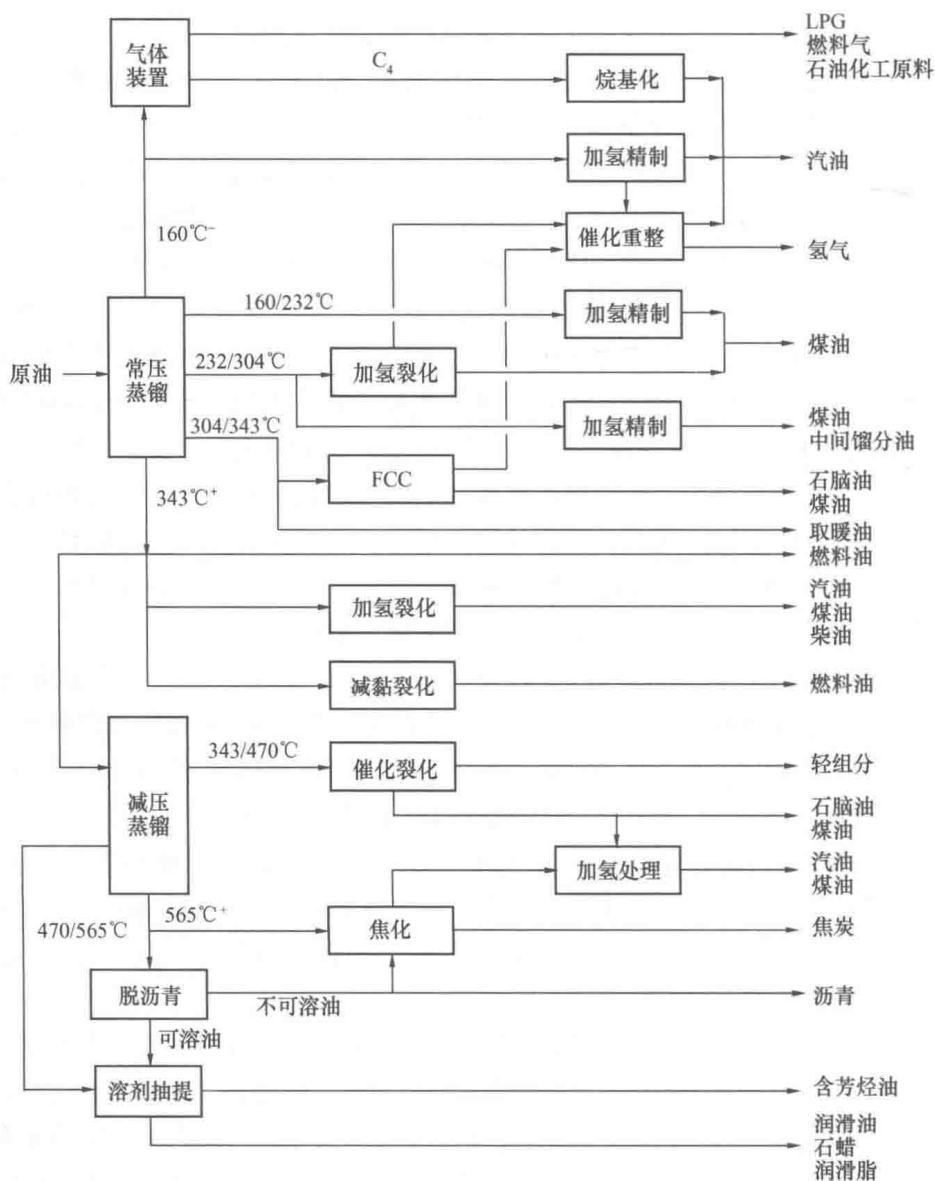 LPG
燃料气
石油化工原料
气体
装置
C₄
烷基化
加氢精制
汽油
160℃⁻
催化重整
氢气
160/232℃
加氢精制
煤油
原油
常压
蒸馏
232/304℃
加氢裂化
304/343℃
加氢精制
煤油
中间馏分油
FCC
石脑油
煤油
343℃⁺
取暖油
燃料油
加氢裂化
汽油
煤油
柴油
减黏裂化
燃料油
减压
蒸馏
343/470℃
催化裂化
轻组分
石脑油
煤油
加氢处理
汽油
煤油
470/565℃
565℃⁺
焦化
焦炭
脱沥青
不可溶油
沥青
可溶油
溶剂抽提
含芳烃油
润滑油
石蜡
润滑脂